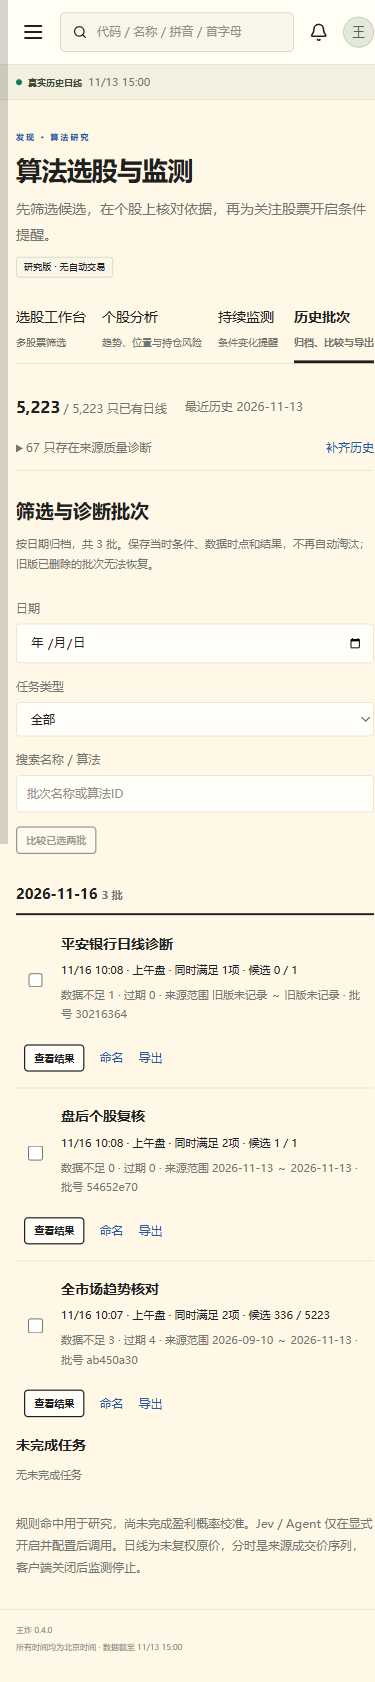 代码 / 名称 / 拼音 / 首字母
王
真实历史日线 11/13 15:00
发现 · 算法研究
算法选股与监测
先筛选候选，在个股上核对依据，再为关注股票开启条件
提醒。
研究版 · 无自动交易
选股工作台 个股分析 持续监测 历史批次
多股票筛选 趋势、位置与持仓风险 条件变化提醒 归档、比较与导出
5,223 / 5,223 只已有日线 最近历史 2026-11-13
▶ 67 只存在来源质量诊断 补齐历史
筛选与诊断批次
按日期归档，共 3 批。保存当时条件、数据时点和结果，不再自动淘汰；
旧版已删除的批次无法恢复。
日期
年 /月/日
任务类型
全部
搜索名称 / 算法
批次名称或算法ID
比较已选两批
2026-11-16 3 批
平安银行日线诊断
11/16 10:08 · 上午盘 · 同时满足 1项 · 候选 0 / 1
数据不足 1 · 过期 0 · 来源范围 旧版未记录 ～ 旧版未记录 · 批
号 30216364
查看结果 命名 导出
盘后个股复核
11/16 10:08 · 上午盘 · 同时满足 2项 · 候选 1 / 1
数据不足 0 · 过期 0 · 来源范围 2026-11-13 ～ 2026-11-13 ·
批号 54652e70
查看结果 命名 导出
全市场趋势核对
11/16 10:07 · 上午盘 · 同时满足 2项 · 候选 336 / 5223
数据不足 3 · 过期 4 · 来源范围 2026-09-10 ～ 2026-11-13 ·
批号 ab450a30
查看结果 命名 导出
未完成任务
无未完成任务
规则命中用于研究，尚未完成盈利概率校准。Jev / Agent 仅在显式
开启并配置后调用。日线为未复权原价，分时是来源成交价序列，
客户端关闭后监测停止。
王炸 0.4.0
所有时间均为北京时间 · 数据截至 11/13 15:00